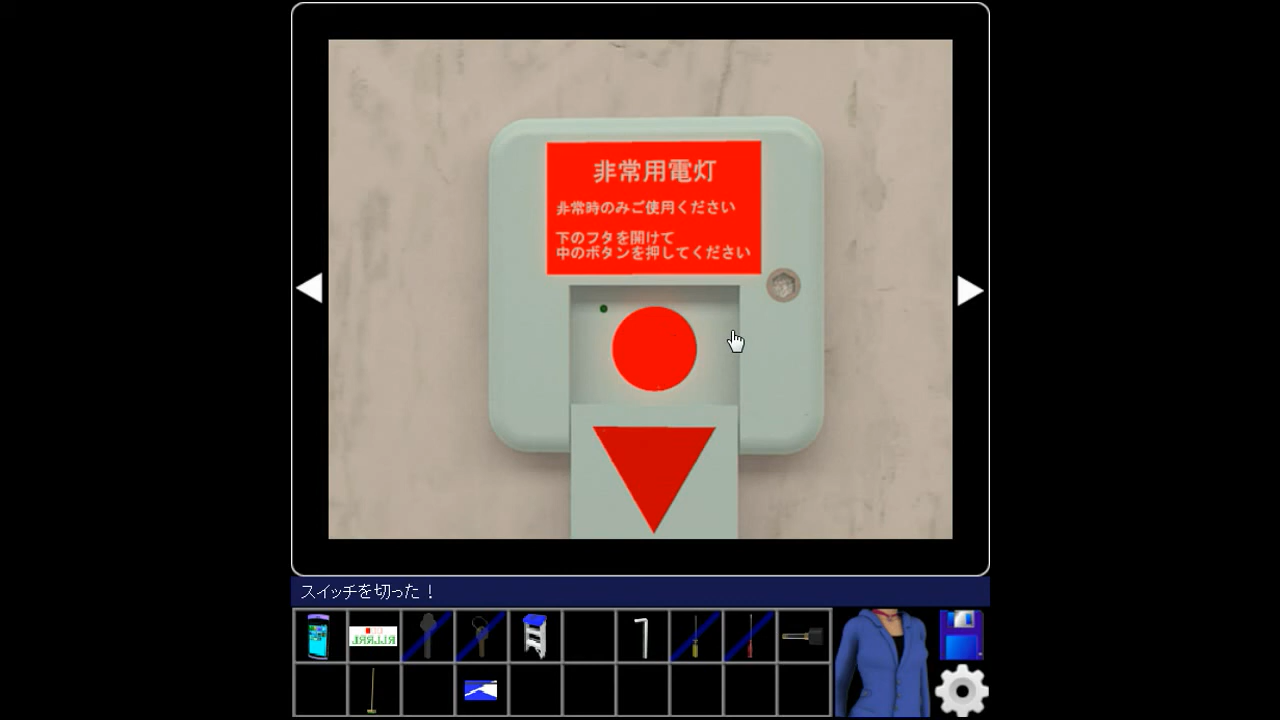 非常用電灯
非常時のみご使用ください
下のフタを開けて
中のボタンを押してください
スイッチを切った！